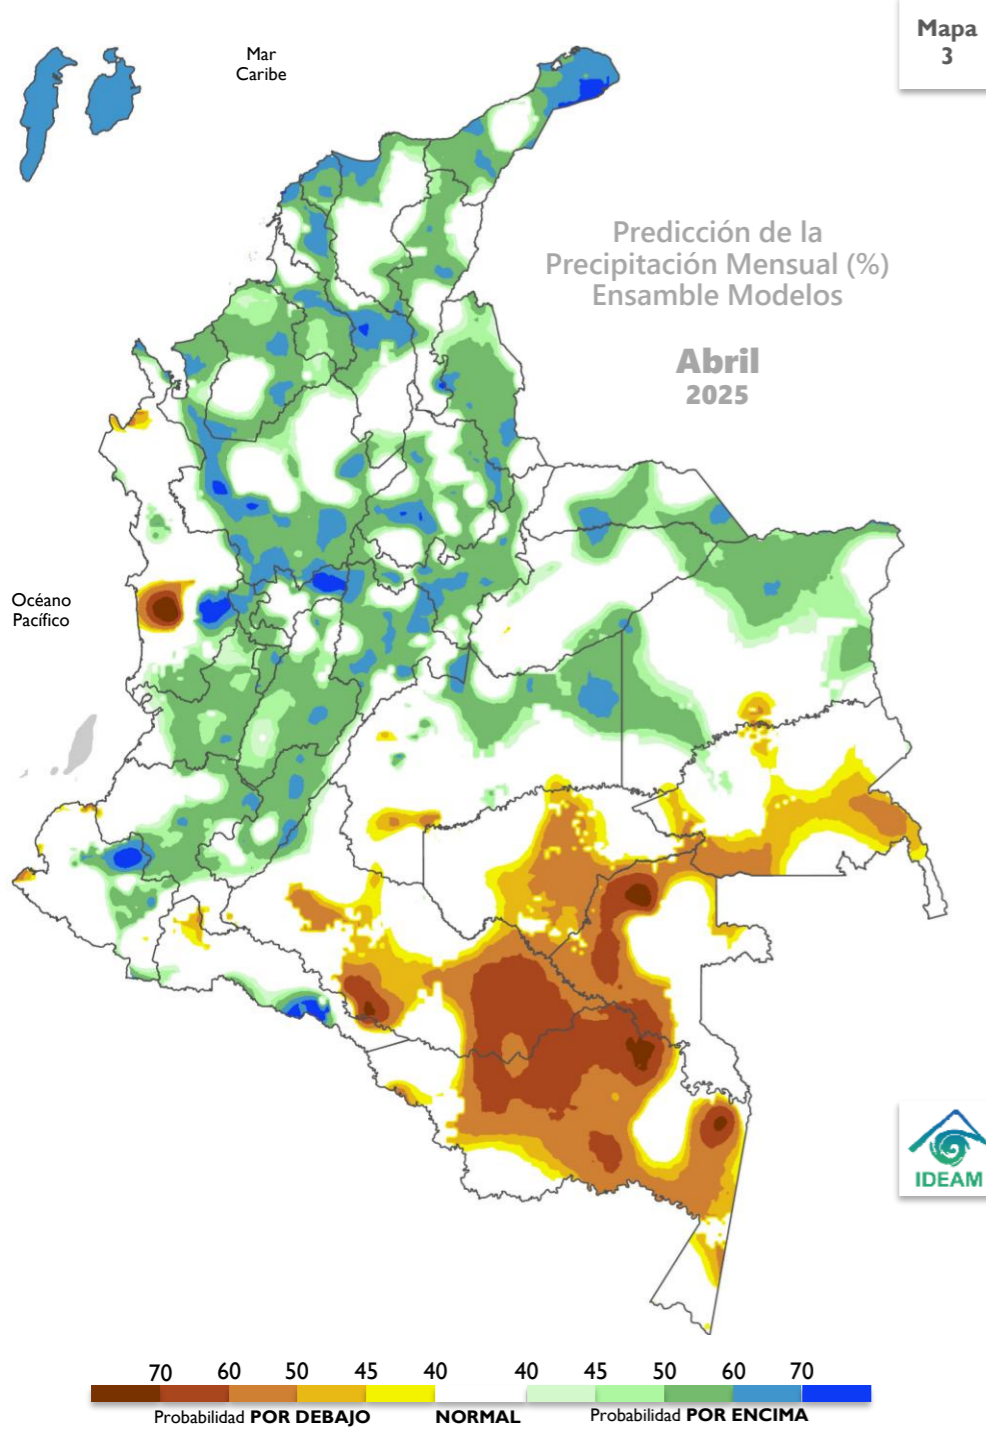 Mapa
3
Mar
Caribe
Predicción de la
Precipitación Mensual (%)
Ensamble Modelos
Abril
2025
Océano
Pacífico
IDEAM
70 60 50 45 40 40 45 50 60 70
Probabilidad POR DEBAJO NORMAL Probabilidad POR ENCIMA